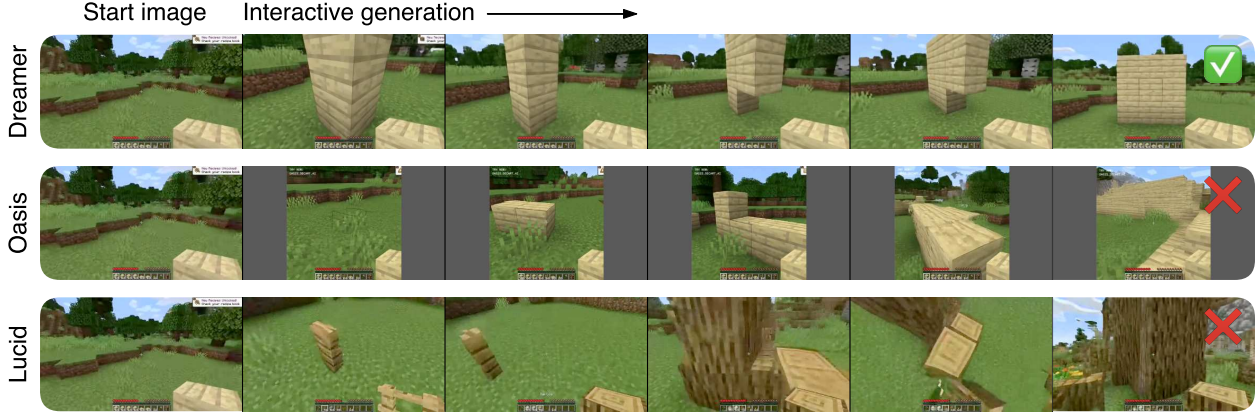 Start image
Interactive generation
Dreamer
Oasis
Lucid